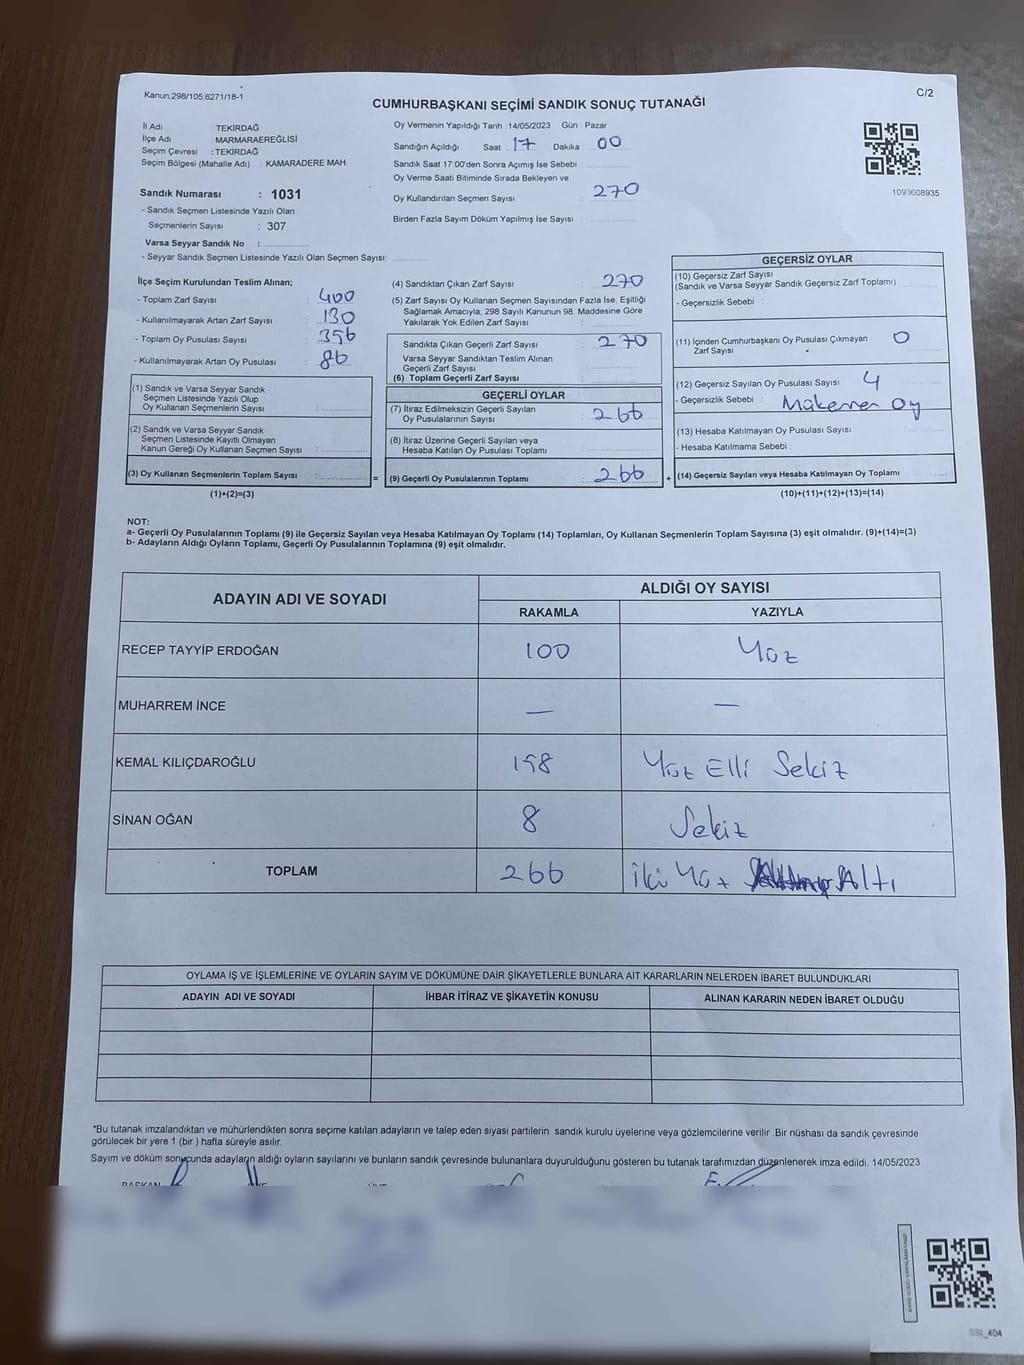 Kanun;298/105,6271/18-1
C/2
CUMHURBAŞKANI SEÇİMİ SANDIK SONUÇ TUTANAĞI
İl Adı : TEKİRDAĞ
İlçe Adı : MARMARAEREĞLİSİ
Seçim Çevresi : TEKİRDAĞ
Seçim Bölgesi (Mahalle Adı) : KAMARADERE MAH.
Sandık Numarası : 1031
- Sandık Seçmen Listesinde Yazılı Olan
Seçmenlerin Sayısı : 307
Varsa Seyyar Sandık No :
- Seyyar Sandık Seçmen Listesinde Yazılı Olan Seçmen Sayısı:
Oy Vermenin Yapıldığı Tarih : 14/05/2023 Gün : Pazar
Sandığın Açıldığı Saat 17 Dakika 00
Sandık Saat 17:00'den Sonra Açımış İse Sebebi :
Oy Verme Saati Bitiminde Sırada Bekleyen ve
Oy Kullandırılan Seçmen Sayısı : 270
Birden Fazla Sayım Döküm Yapılmış İse Sayısı :
1093608935
İlçe Seçim Kurulundan Teslim Alınan;
- Toplam Zarf Sayısı : 400
- Kullanılmayarak Artan Zarf Sayısı : 130
- Toplam Oy Pusulası Sayısı : 356
- Kullanılmayarak Artan Oy Pusulası : 86
(1) Sandık ve Varsa Seyyar Sandık
Seçmen Listesinde Yazılı Olup
Oy Kullanan Seçmenlerin Sayısı :
(2) Sandık ve Varsa Seyyar Sandık
Seçmen Listesinde Kayıtlı Olmayan
Kanun Gereği Oy Kullanan Seçmen Sayısı :
(3) Oy Kullanan Seçmenlerin Toplam Sayısı : =
(1)+(2)=(3)
(4) Sandıktan Çıkan Zarf Sayısı : 270
(5) Zarf Sayısı Oy Kullanan Seçmen Sayısından Fazla İse, Eşitliği
Sağlamak Amacıyla; 298 Sayılı Kanunun 98. Maddesine Göre
Yakılarak Yok Edilen Zarf Sayısı :
Sandıkta Çıkan Geçerli Zarf Sayısı : 270
Varsa Seyyar Sandıktan Teslim Alınan
Geçerli Zarf Sayısı :
(6) Toplam Geçerli Zarf Sayısı :
GEÇERLİ OYLAR
(7) İtiraz Edilmeksizin Geçerli Sayılan
Oy Pusulalarının Sayısı : 266
(8) İtiraz Üzerine Geçerli Sayılan veya
Hesaba Katılan Oy Pusulası Toplamı :
(9) Geçerli Oy Pusulalarının Toplamı : 266 +
GEÇERSİZ OYLAR
(10) Geçersiz Zarf Sayısı
(Sandık ve Varsa Seyyar Sandık Geçersiz Zarf Toplamı)
- Geçersizlik Sebebi :
(11) İçinden Cumhurbaşkanı Oy Pusulası Çıkmayan
Zarf Sayısı : 0
(12) Geçersiz Sayılan Oy Pusulası Sayısı : 4
- Geçersizlik Sebebi : Mükerrer Oy
(13) Hesaba Katılmayan Oy Pusulası Sayısı :
- Hesaba Katılmama Sebebi :
(14) Geçersiz Sayılan veya Hesaba Katılmayan Oy Toplamı
(10)+(11)+(12)+(13)=(14)
NOT:
a- Geçerli Oy Pusulalarının Toplamı (9) ile Geçersiz Sayılan veya Hesaba Katılmayan Oy Toplamı (14) Toplamları, Oy Kullanan Seçmenlerin Toplam Sayısına (3) eşit olmalıdır. (9)+(14)=(3)
b- Adayların Aldığı Oyların Toplamı, Geçerli Oy Pusulalarının Toplamına (9) eşit olmalıdır.
ADAYIN ADI VE SOYADI
ALDIĞI OY SAYISI
RAKAMLA YAZIYLA
RECEP TAYYİP ERDOĞAN 100 Yüz
MUHARREM İNCE — —
KEMAL KILIÇDAROĞLU 158 Yüz Elli Sekiz
SİNAN OĞAN 8 Sekiz
TOPLAM 266 İki Yüz Altı
OYLAMA İŞ VE İŞLEMLERİNE VE OYLARIN SAYIM VE DÖKÜMÜNE DAİR ŞİKAYETLERLE BUNLARA AİT KARARLARIN NELERDEN İBARET BULUNDUKLARI
ADAYIN ADI VE SOYADI İHBAR İTİRAZ VE ŞİKAYETİN KONUSU ALINAN KARARIN NEDEN İBARET OLDUĞU
*Bu tutanak imzalandıktan ve mühürlendikten sonra seçime katılan adayların ve talep eden siyasi partilerin sandık kurulu üyelerine veya gözlemcilerine verilir .Bir nüshası da sandık çevresinde
görülecek bir yere 1 (bir ) hafta süreyle asılır.
Sayım ve döküm sonucunda adayların aldığı oyların sayılarını ve bunların sandık çevresinde bulunanlara duyurulduğunu gösteren bu tutanak tarafımızdan düzenlenerek imza edildi. 14/05/2023
BAŞKAN
SSI_404